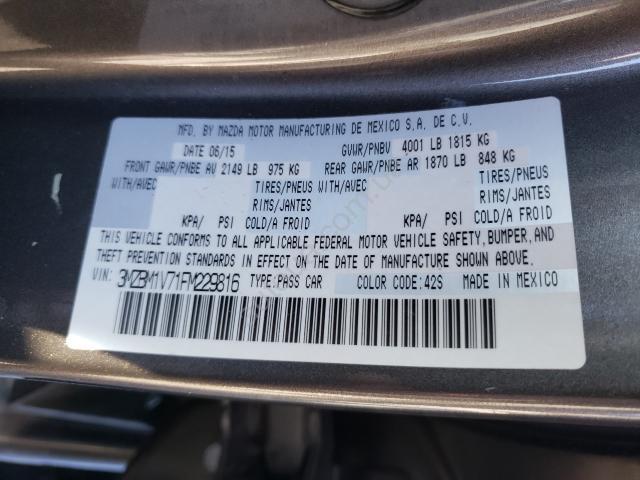 MFD. BY MAZDA MOTOR MANUFACTURING DE MEXICO S.A. DE C.V.
DATE 06/15 GVWR/PNBV 4001 LB 1815 KG
FRONT GAWR/PNBE AV 2149 LB 975 KG REAR GAWR/PNBE AR 1870 LB 848 KG
WITH/AVEC TIRES/PNEUS WITH/AVEC TIRES/PNEUS
RIMS/JANTES RIMS/JANTES
KPA/ PSI COLD/A FROID KPA/ PSI COLD/A FROID
THIS VEHICLE CONFORMS TO ALL APPLICABLE FEDERAL MOTOR VEHICLE SAFETY, BUMPER, AND
THEFT PREVENTION STANDARDS IN EFFECT ON THE DATE OF MANUFACTURE SHOWN ABOVE.
VIN: 3MZBM1V71FM229816 TYPE:PASS CAR COLOR CODE:42S MADE IN MEXICO